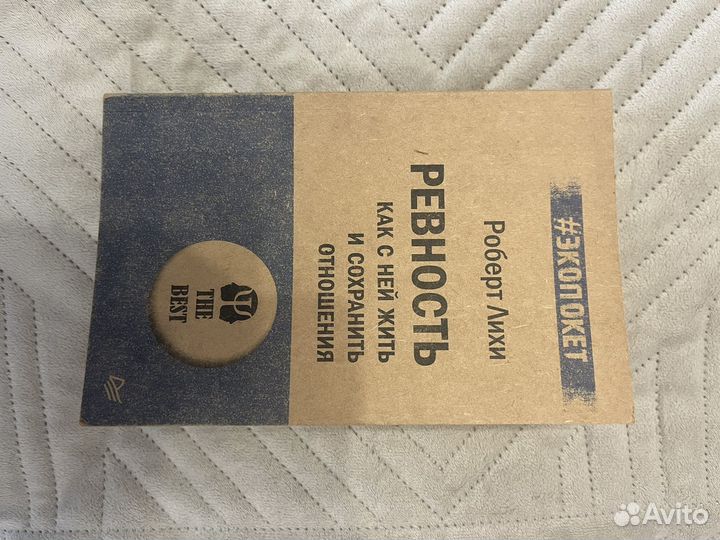 #ЭКОПОКЕТ
Роберт Лихи
РЕВНОСТЬ
КАК С НЕЙ ЖИТЬ
И СОХРАНИТЬ
ОТНОШЕНИЯ
THE
BEST
Avito